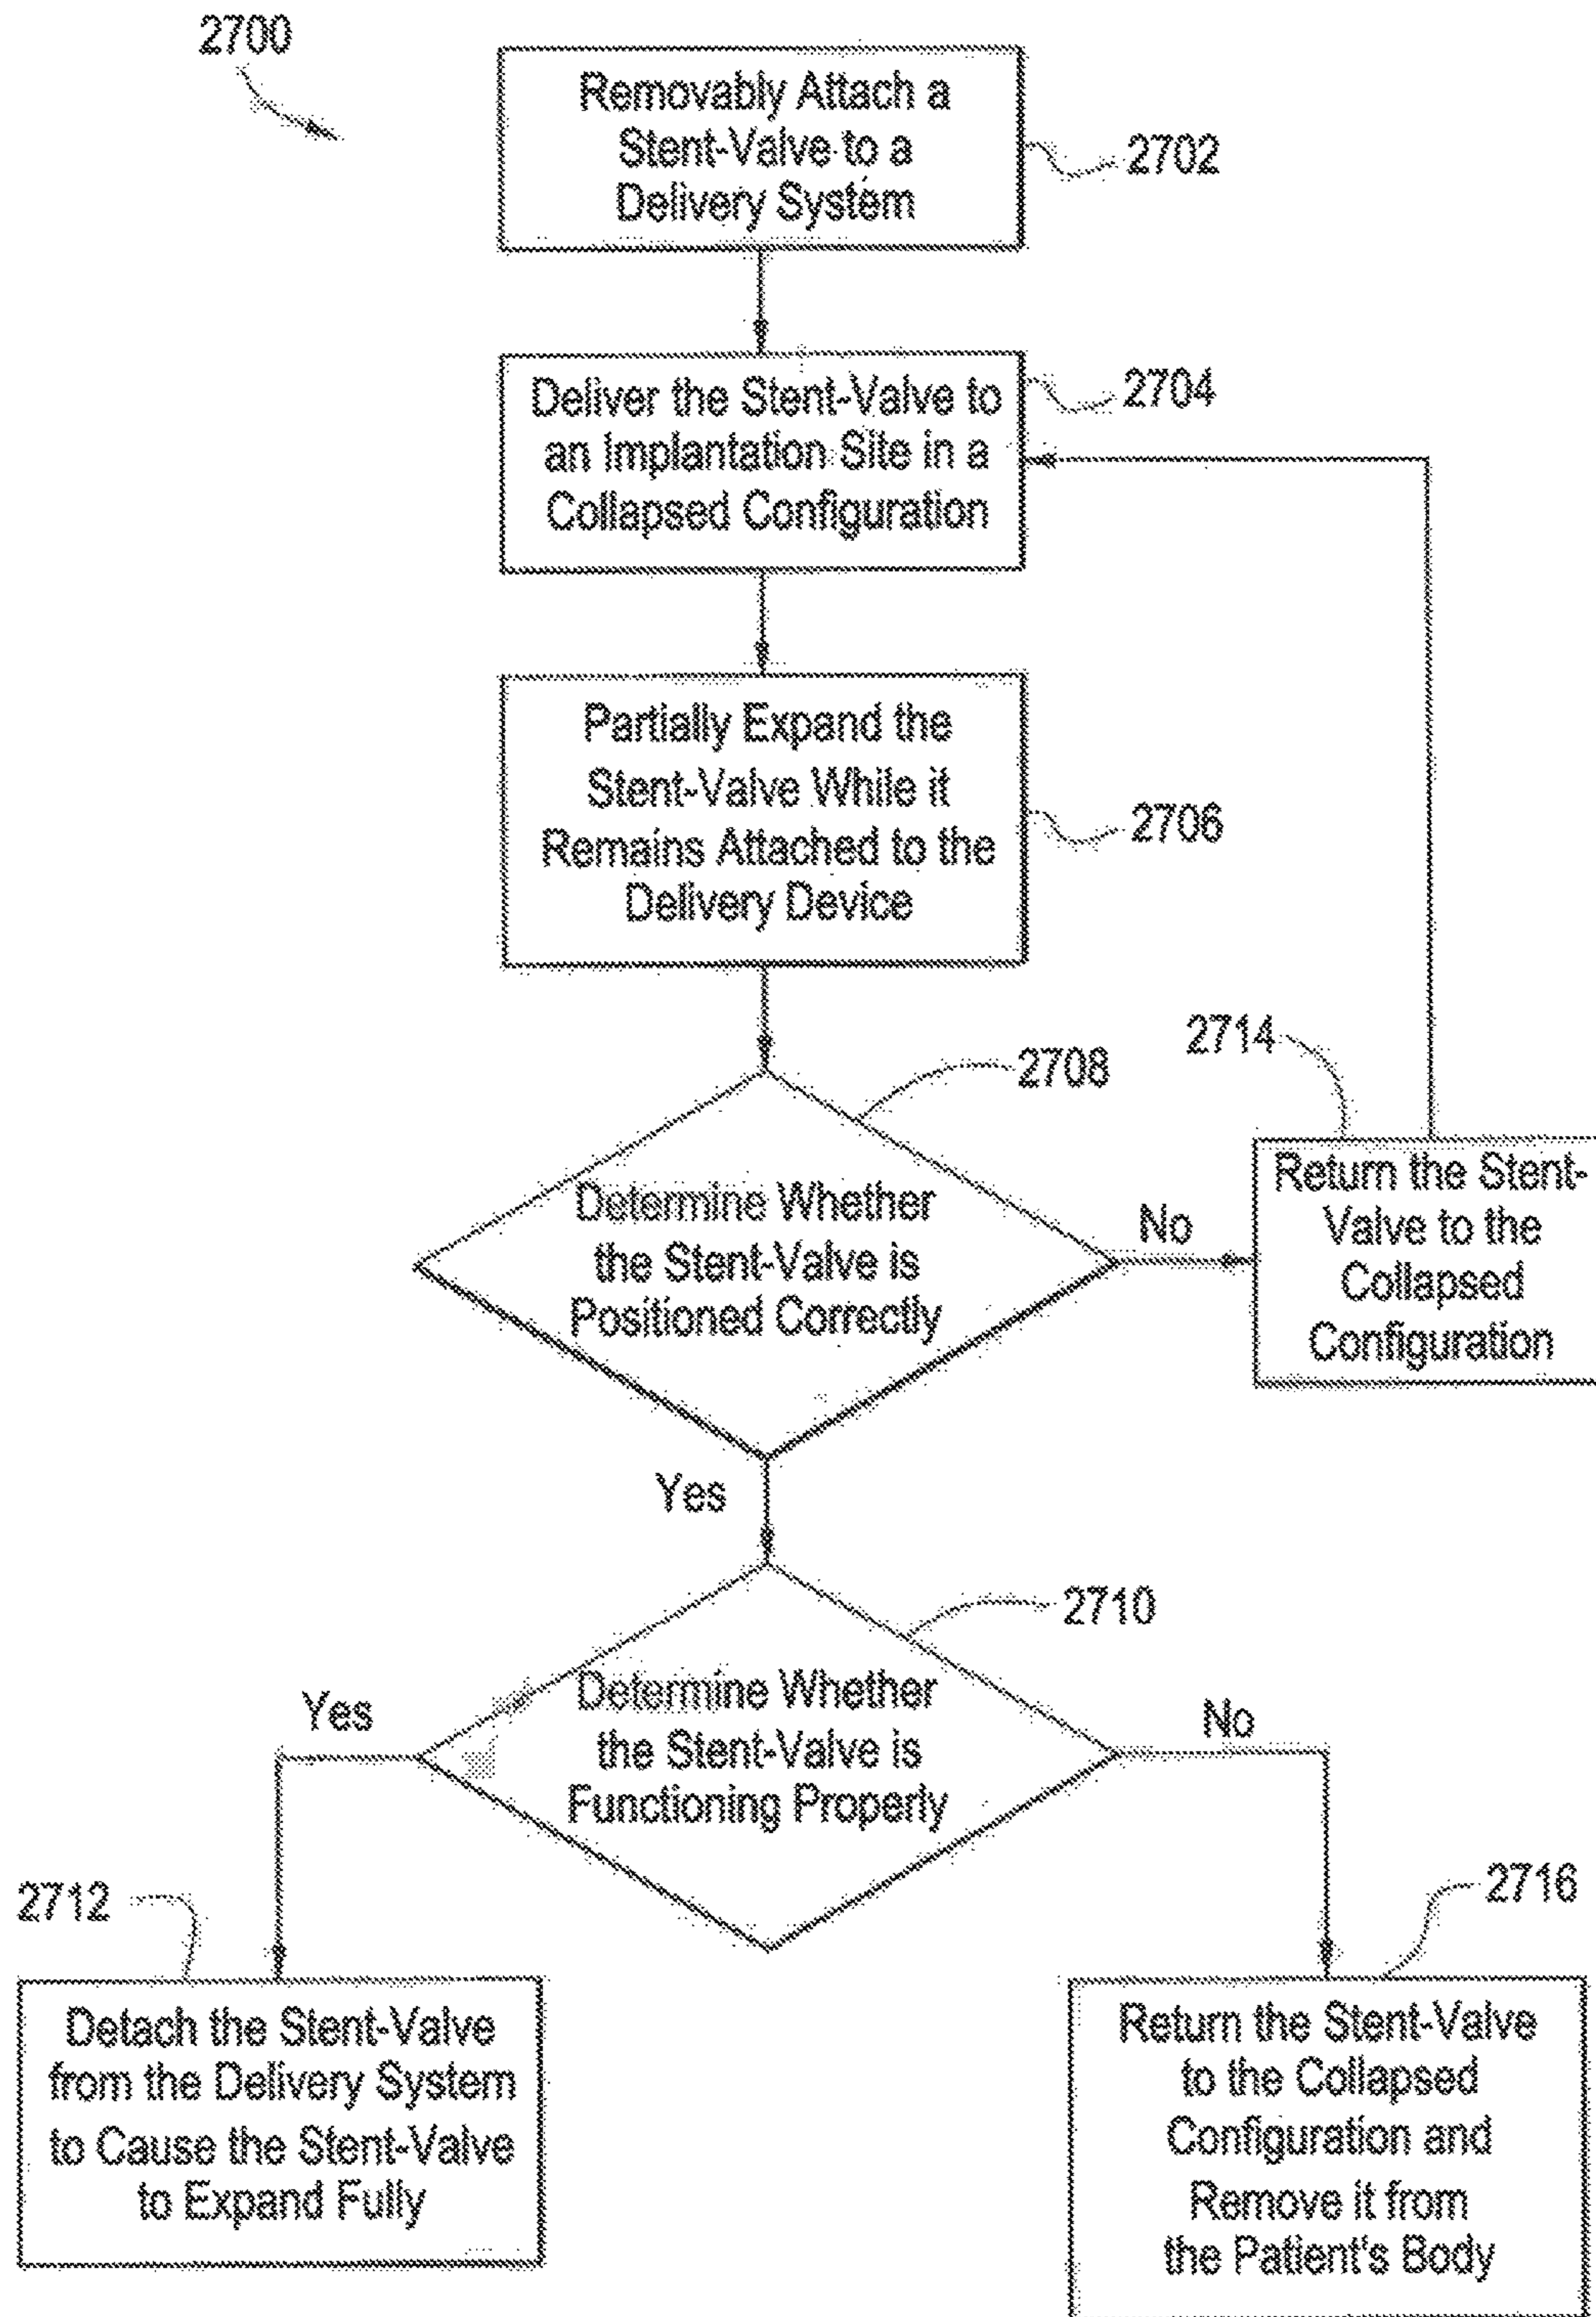 2700
Removably Attach a
Stent-Valve to a
Delivery System
2702
Deliver the Stent-Valve to
an Implantation Site in a
Collapsed Configuration
2704
Partially Expand the
Stent-Valve While it
Remains Attached to the
Delivery Device
2706
2708
Determine Whether
the Stent-Valve is
Positioned Correctly
No
2714
Return the Stent-
Valve to the
Collapsed
Configuration
Yes
2710
Determine Whether
the Stent-Valve is
Functioning Properly
Yes
No
2712
Detach the Stent-Valve
from the Delivery System
to Cause the Stent-Valve
to Expand Fully
2716
Return the Stent-Valve
to the Collapsed
Configuration and
Remove it from
the Patient's Body